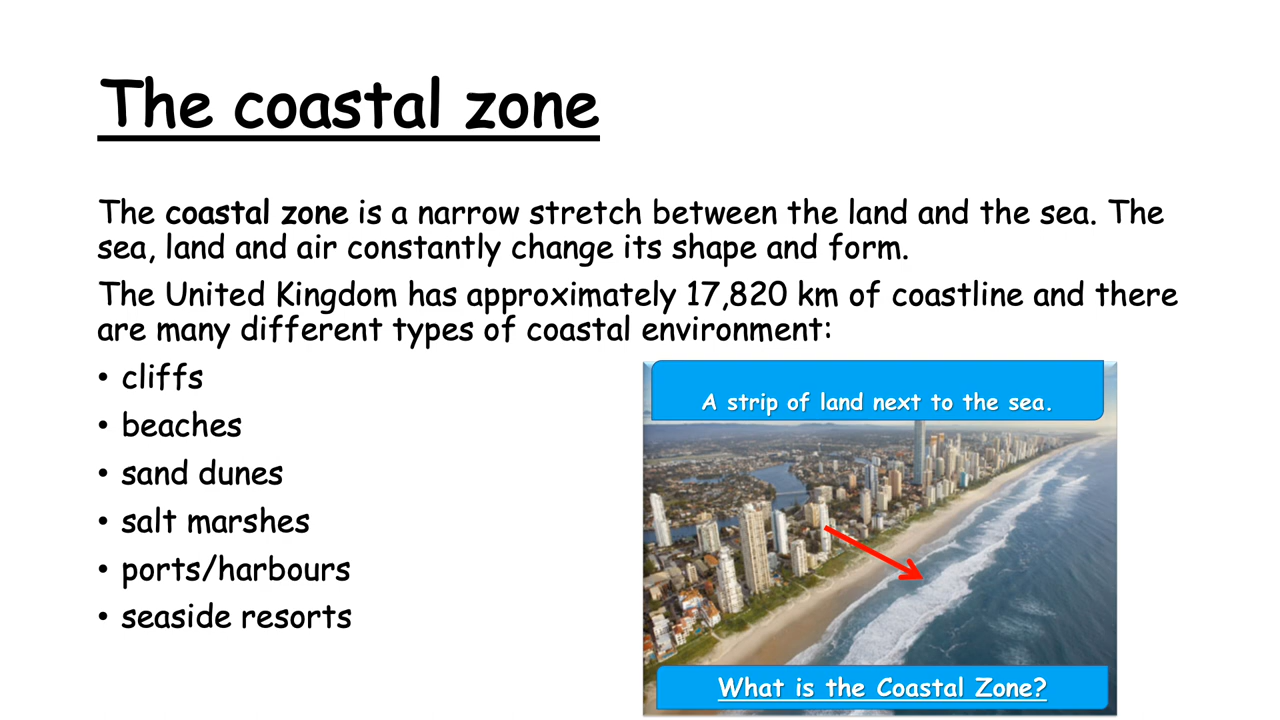 The coastal zone
The coastal zone is a narrow stretch between the land and the sea. The
sea, land and air constantly change its shape and form.
The United Kingdom has approximately 17,820 km of coastline and there
are many different types of coastal environment:
• cliffs
• beaches
• sand dunes
• salt marshes
• ports/harbours
• seaside resorts
A strip of land next to the sea.
What is the Coastal Zone?